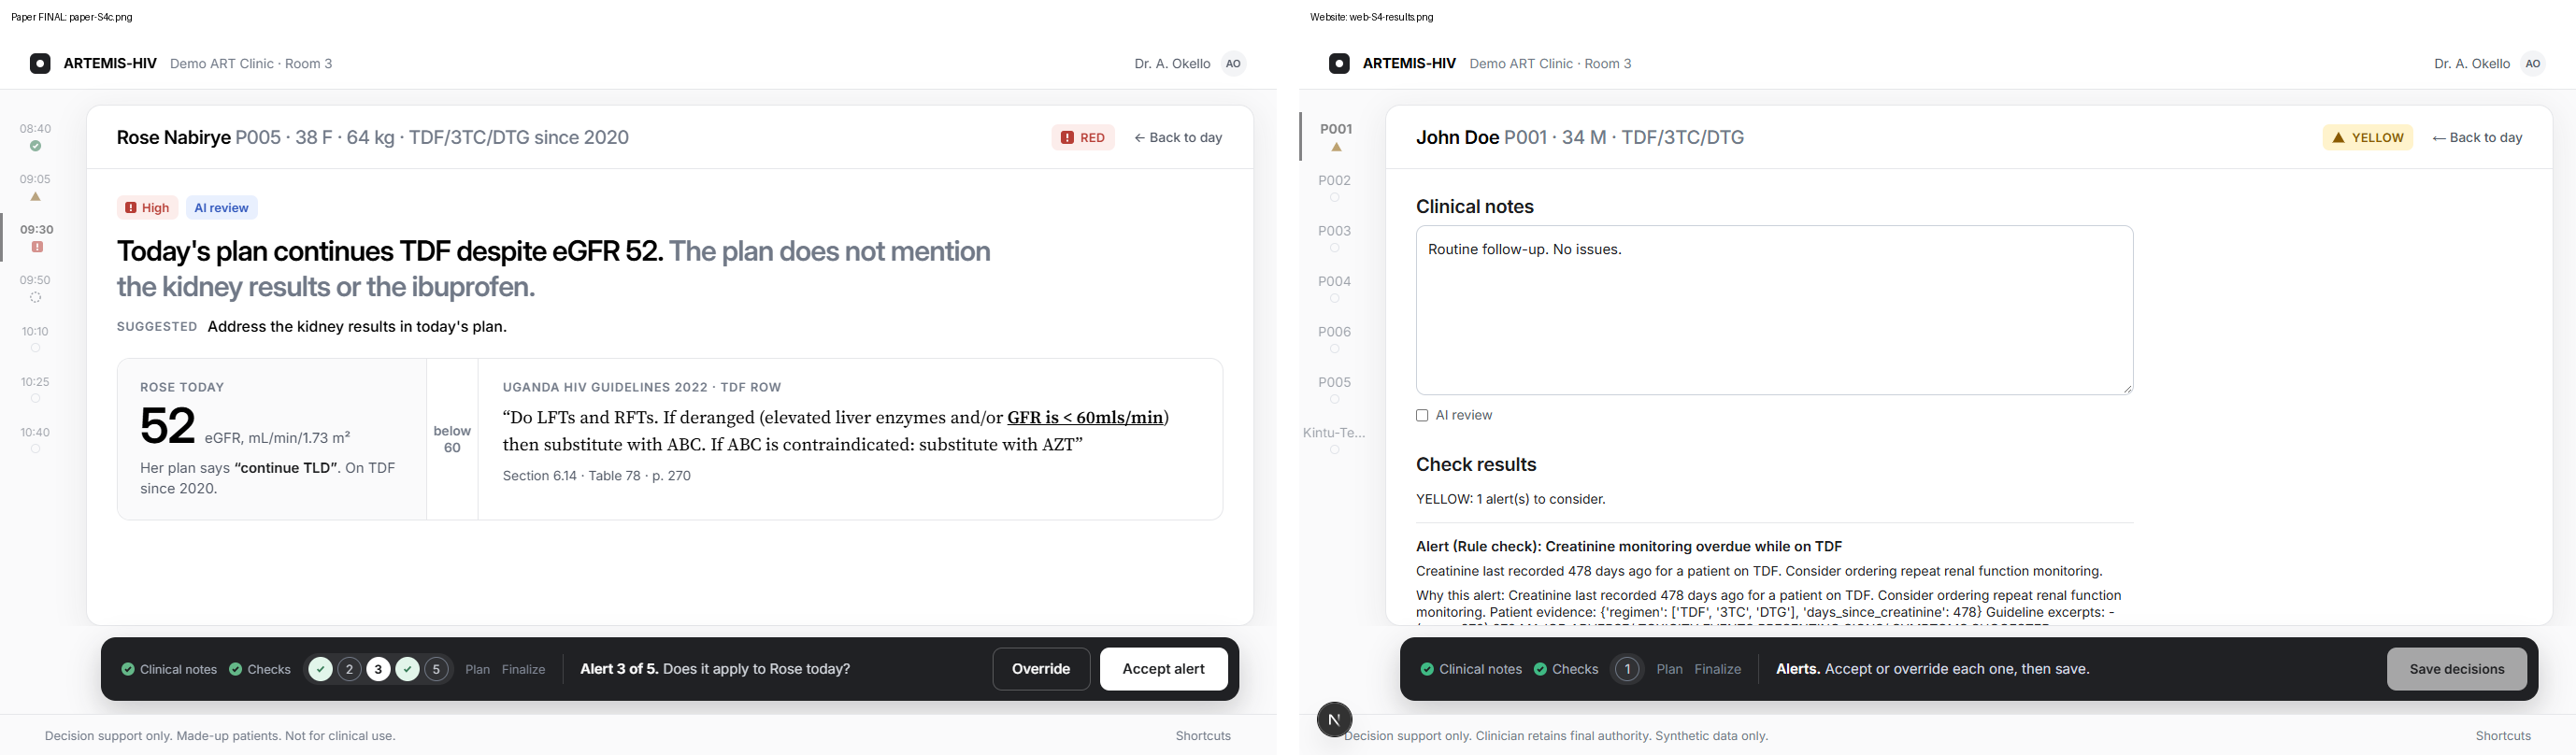 Paper FINAL: paper-S4c.png
ARTEMIS-HIV Demo ART Clinic · Room 3
Dr. A. Okello AO
08:40
09:05
09:30
09:50
10:10
10:25
10:40
Rose Nabirye P005 · 38 F · 64 kg · TDF/3TC/DTG since 2020
RED
← Back to day
High
AI review
Today's plan continues TDF despite eGFR 52. The plan does not mention
the kidney results or the ibuprofen.
SUGGESTED Address the kidney results in today's plan.
ROSE TODAY
52 eGFR, mL/min/1.73 m²
Her plan says “continue TLD”. On TDF
since 2020.
below
60
UGANDA HIV GUIDELINES 2022 · TDF ROW
“Do LFTs and RFTs. If deranged (elevated liver enzymes and/or GFR is < 60mls/min)
then substitute with ABC. If ABC is contraindicated: substitute with AZT”
Section 6.14 · Table 78 · p. 270
Clinical notes Checks 2 3 5 Plan Finalize Alert 3 of 5. Does it apply to Rose today? Override Accept alert
Decision support only. Made-up patients. Not for clinical use.
Shortcuts
Website: web-S4-results.png
ARTEMIS-HIV Demo ART Clinic · Room 3
Dr. A. Okello AO
P001
P002
P003
P004
P006
P005
Kintu-Te...
John Doe P001 · 34 M · TDF/3TC/DTG
YELLOW
← Back to day
Clinical notes
Routine follow-up. No issues.
AI review
Check results
YELLOW: 1 alert(s) to consider.
Alert (Rule check): Creatinine monitoring overdue while on TDF
Creatinine last recorded 478 days ago for a patient on TDF. Consider ordering repeat renal function monitoring.
Why this alert: Creatinine last recorded 478 days ago for a patient on TDF. Consider ordering repeat renal function
monitoring. Patient evidence: {'regimen': ['TDF', '3TC', 'DTG'], 'days_since_creatinine': 478} Guideline excerpts: -
Clinical notes Checks 1 Plan Finalize Alerts. Accept or override each one, then save. Save decisions
N
Decision support only. Clinician retains final authority. Synthetic data only.
Shortcuts